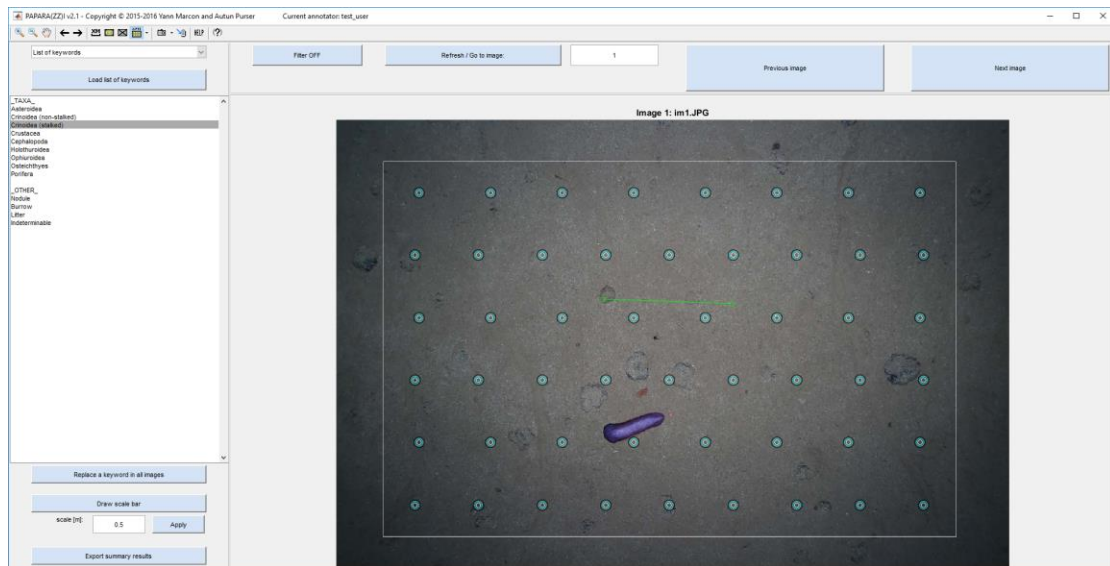 PAPARA(ZZ)I v2.1 - Copyright © 2015-2016 Yann Marcon and Autun Purser Current annotator: test_user
HELP
List of keywords
Load list of keywords
Filter OFF
Refresh / Go to image:
1
Previous image
Next image
_TAXA_
Asteroidea
Crinoidea (non-stalked)
Crinoidea (stalked)
Crustacea
Cephalopoda
Holothuroidea
Ophiuroidea
Osteichthyes
Porifera
_OTHER_
Nodule
Burrow
Litter
Indeterminable
Image 1: im1.JPG
Replace a keyword in all images
Draw scale bar
scale [m]:
0.5
Apply
Export summary results